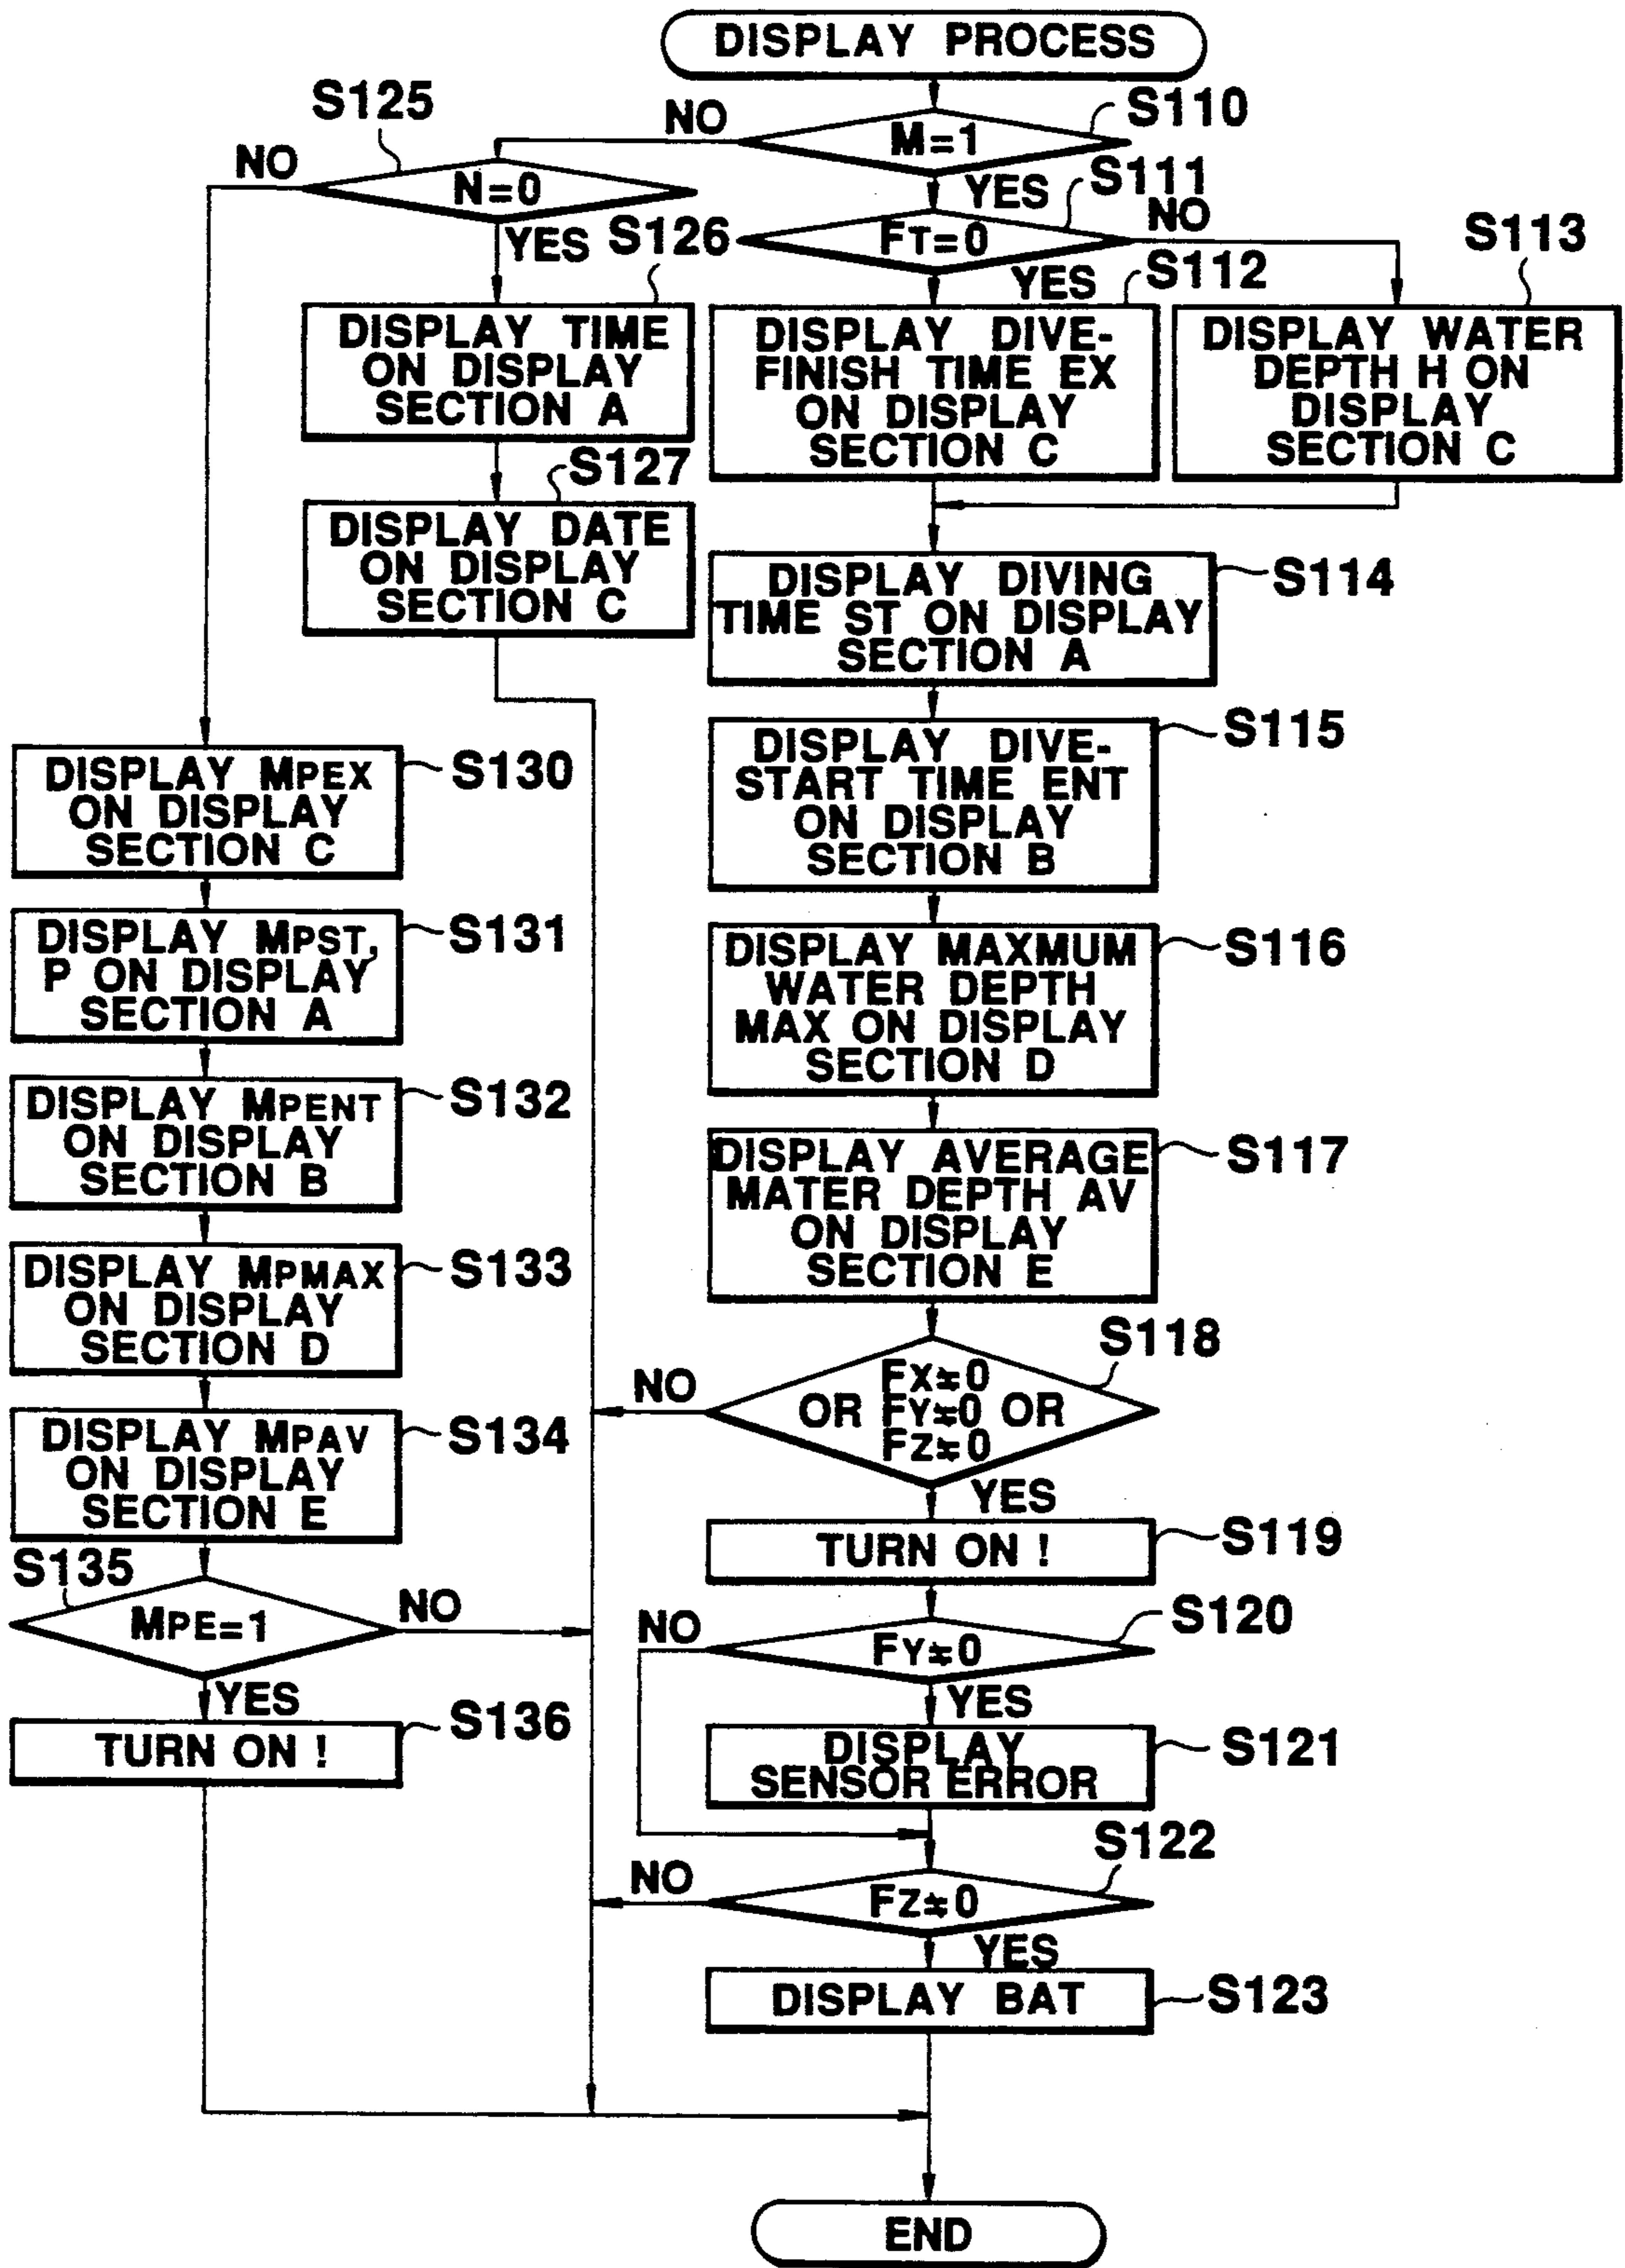 DISPLAY PROCESS
S110
M=1
NO
YES
S125
N=0
NO
YES
S111
FT=0
NO
YES
S126
DISPLAY TIME
ON DISPLAY
SECTION A
S127
DISPLAY DATE
ON DISPLAY
SECTION C
S112
DISPLAY DIVE-
FINISH TIME EX
ON DISPLAY
SECTION C
S113
DISPLAY WATER
DEPTH H ON
DISPLAY
SECTION C
S114
DISPLAY DIVING
TIME ST ON DISPLAY
SECTION A
S115
DISPLAY DIVE-
START TIME ENT
ON DISPLAY
SECTION B
S116
DISPLAY MAXMUM
WATER DEPTH
MAX ON DISPLAY
SECTION D
S117
DISPLAY AVERAGE
MATER DEPTH AV
ON DISPLAY
SECTION E
S118
FX≠0
OR FY≠0 OR
FZ≠0
NO
YES
S119
TURN ON !
S120
FY≠0
NO
YES
S121
DISPLAY
SENSOR ERROR
S122
FZ≠0
NO
YES
S123
DISPLAY BAT
S130
DISPLAY MPEX
ON DISPLAY
SECTION C
S131
DISPLAY MPST,
P ON DISPLAY
SECTION A
S132
DISPLAY MPENT
ON DISPLAY
SECTION B
S133
DISPLAY MPMAX
ON DISPLAY
SECTION D
S134
DISPLAY MPAV
ON DISPLAY
SECTION E
S135
MPE=1
NO
YES
S136
TURN ON !
END